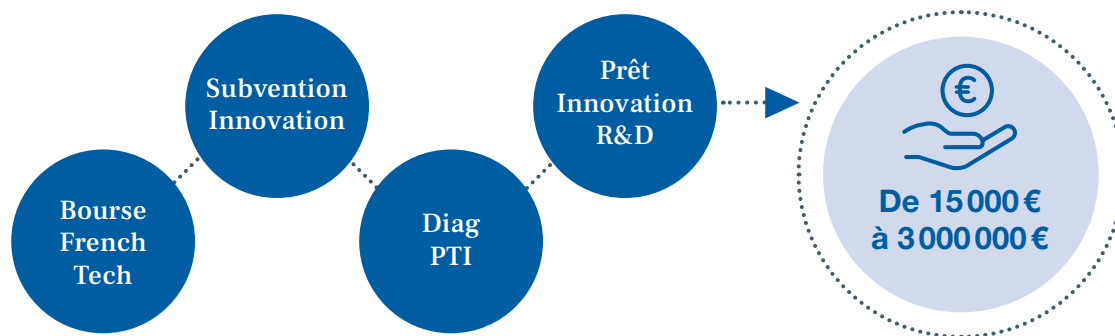 Bourse
French
Tech
Subvention
Innovation
Diag
PTI
Prêt
Innovation
R&D
€
De 15 000 €
à 3 000 000 €